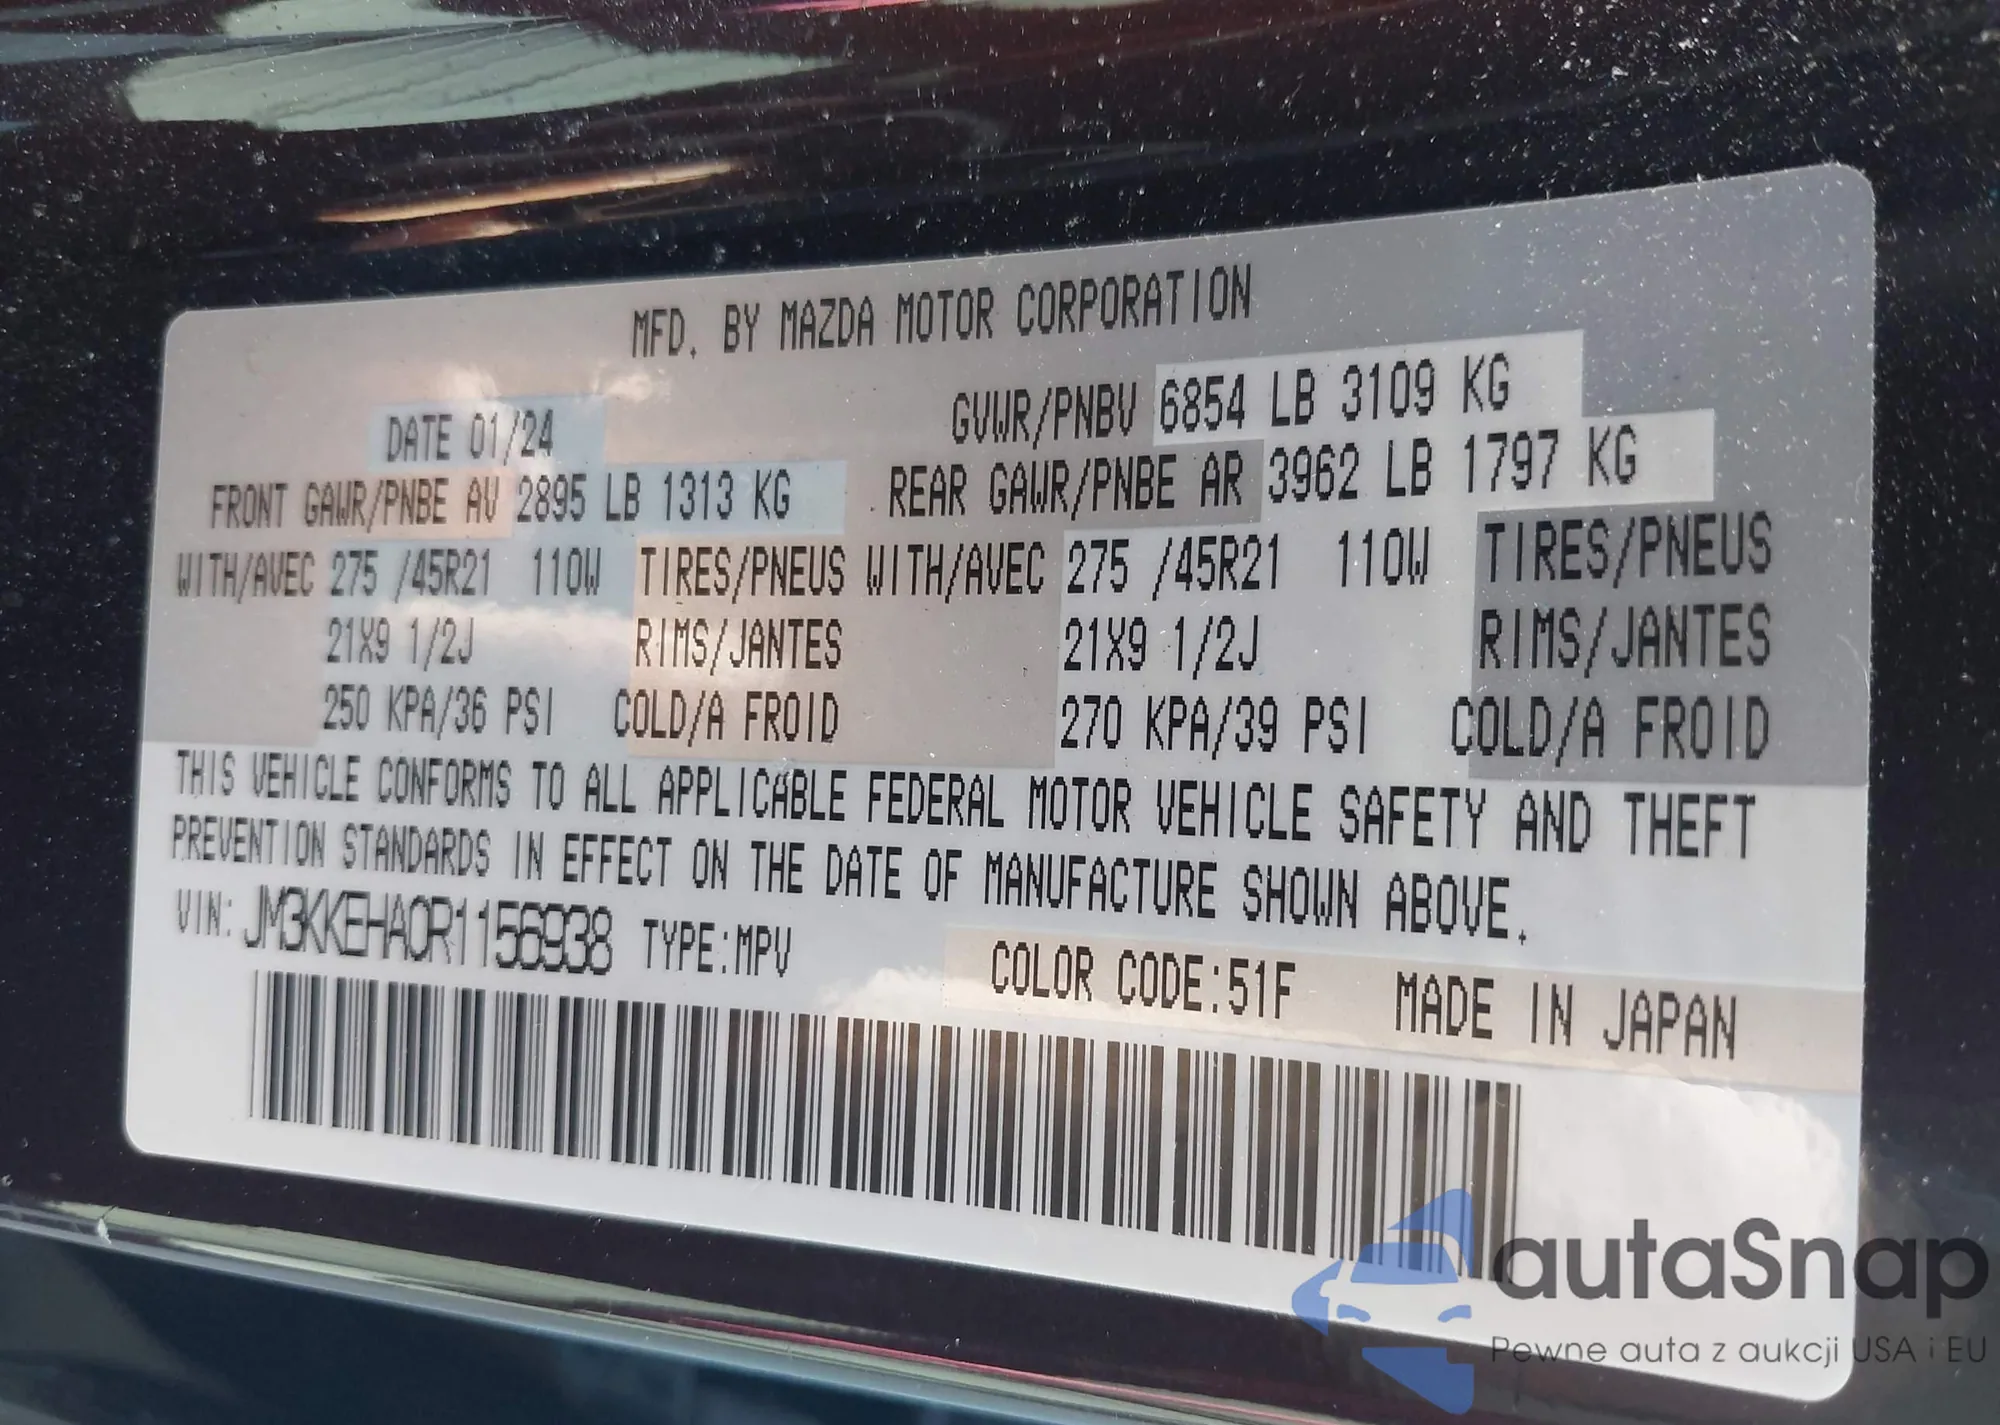 MFD. BY MAZDA MOTOR CORPORATION
DATE 01/24 GVWR/PNBV 6854 LB 3109 KG
FRONT GAWR/PNBE AV 2895 LB 1313 KG REAR GAWR/PNBE AR 3962 LB 1797 KG
WITH/AVEC 275 /45R21 110W TIRES/PNEUS WITH/AVEC 275 /45R21 110W TIRES/PNEUS
21X9 1/2J RIMS/JANTES 21X9 1/2J RIMS/JANTES
250 KPA/36 PSI COLD/A FROID 270 KPA/39 PSI COLD/A FROID
THIS VEHICLE CONFORMS TO ALL APPLICABLE FEDERAL MOTOR VEHICLE SAFETY AND THEFT
PREVENTION STANDARDS IN EFFECT ON THE DATE OF MANUFACTURE SHOWN ABOVE.
VIN: JM3KKEHA0R1156938 TYPE:MPV COLOR CODE:51F MADE IN JAPAN
autaSnap
Pewne auta z aukcji USA i EU